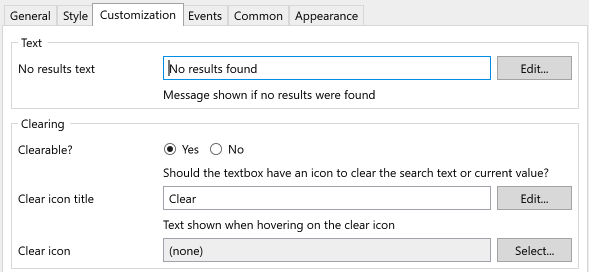 General Style Customization Events Common Appearance
Text
No results text No results found Edit...
Message shown if no results were found
Clearing
Clearable? Yes No
Should the textbox have an icon to clear the search text or current value?
Clear icon title Clear Edit...
Text shown when hovering on the clear icon
Clear icon (none) Select...